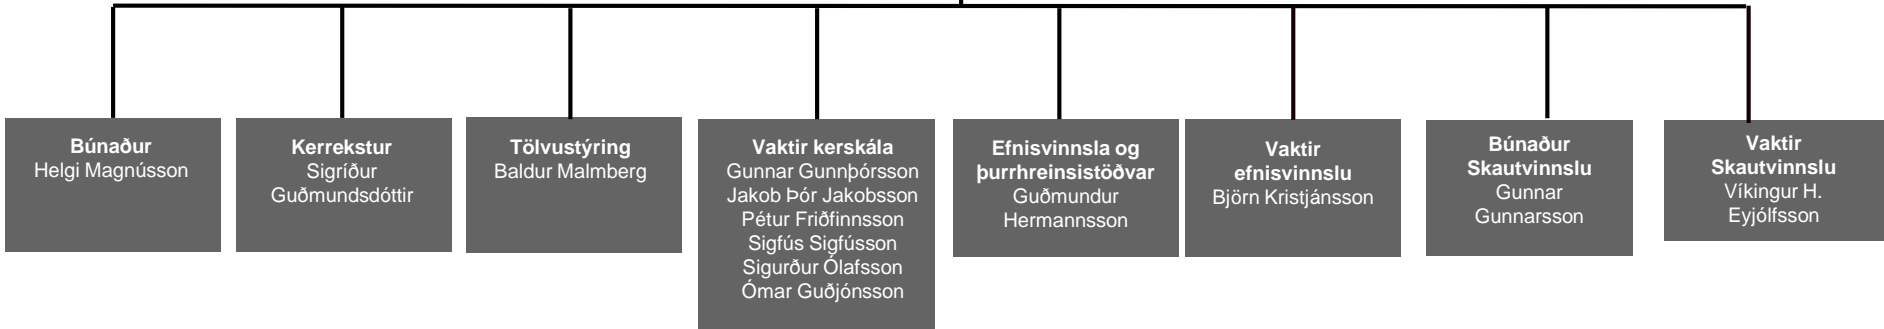 Búnaður
Helgi Magnússon
Kerrekstur
Sigríður
Guðmundsdóttir
Tölvustýring
Baldur Malmberg
Vaktir kerskála
Gunnar Gunnþórsson
Jakob Þór Jakobsson
Pétur Friðfinnsson
Sigfús Sigfússon
Sigurður Ólafsson
Ómar Guðjónsson
Efnisvinnsla og
þurrhreinsistöðvar
Guðmundur
Hermannsson
Vaktir
efnisvinnslu
Björn Kristjánsson
Búnaður
Skautvinnslu
Gunnar
Gunnarsson
Vaktir
Skautvinnslu
Víkingur H.
Eyjólfsson